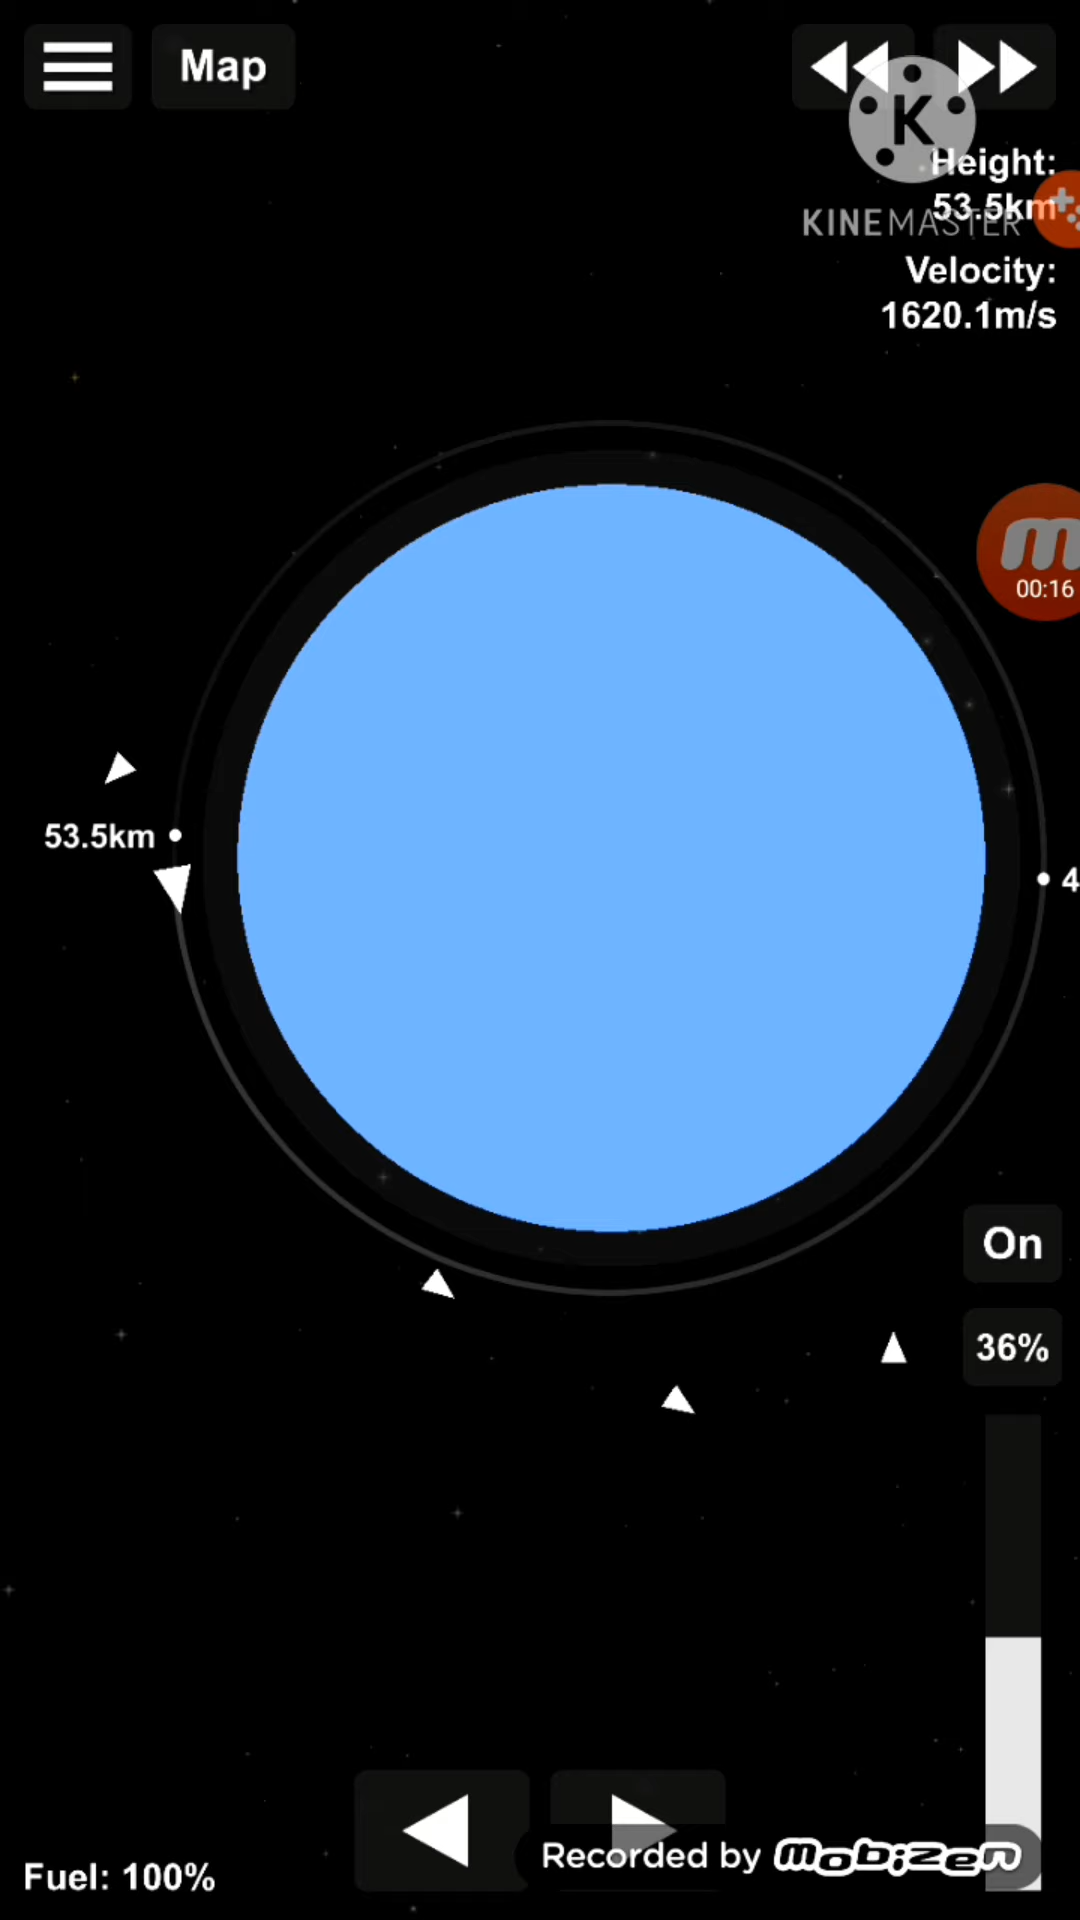 Map
K
Height:
53.5km
KINEMASTER
Velocity:
1620.1m/s
m
00:16
53.5km
4
On
36%
Recorded by mobizen
Fuel: 100%